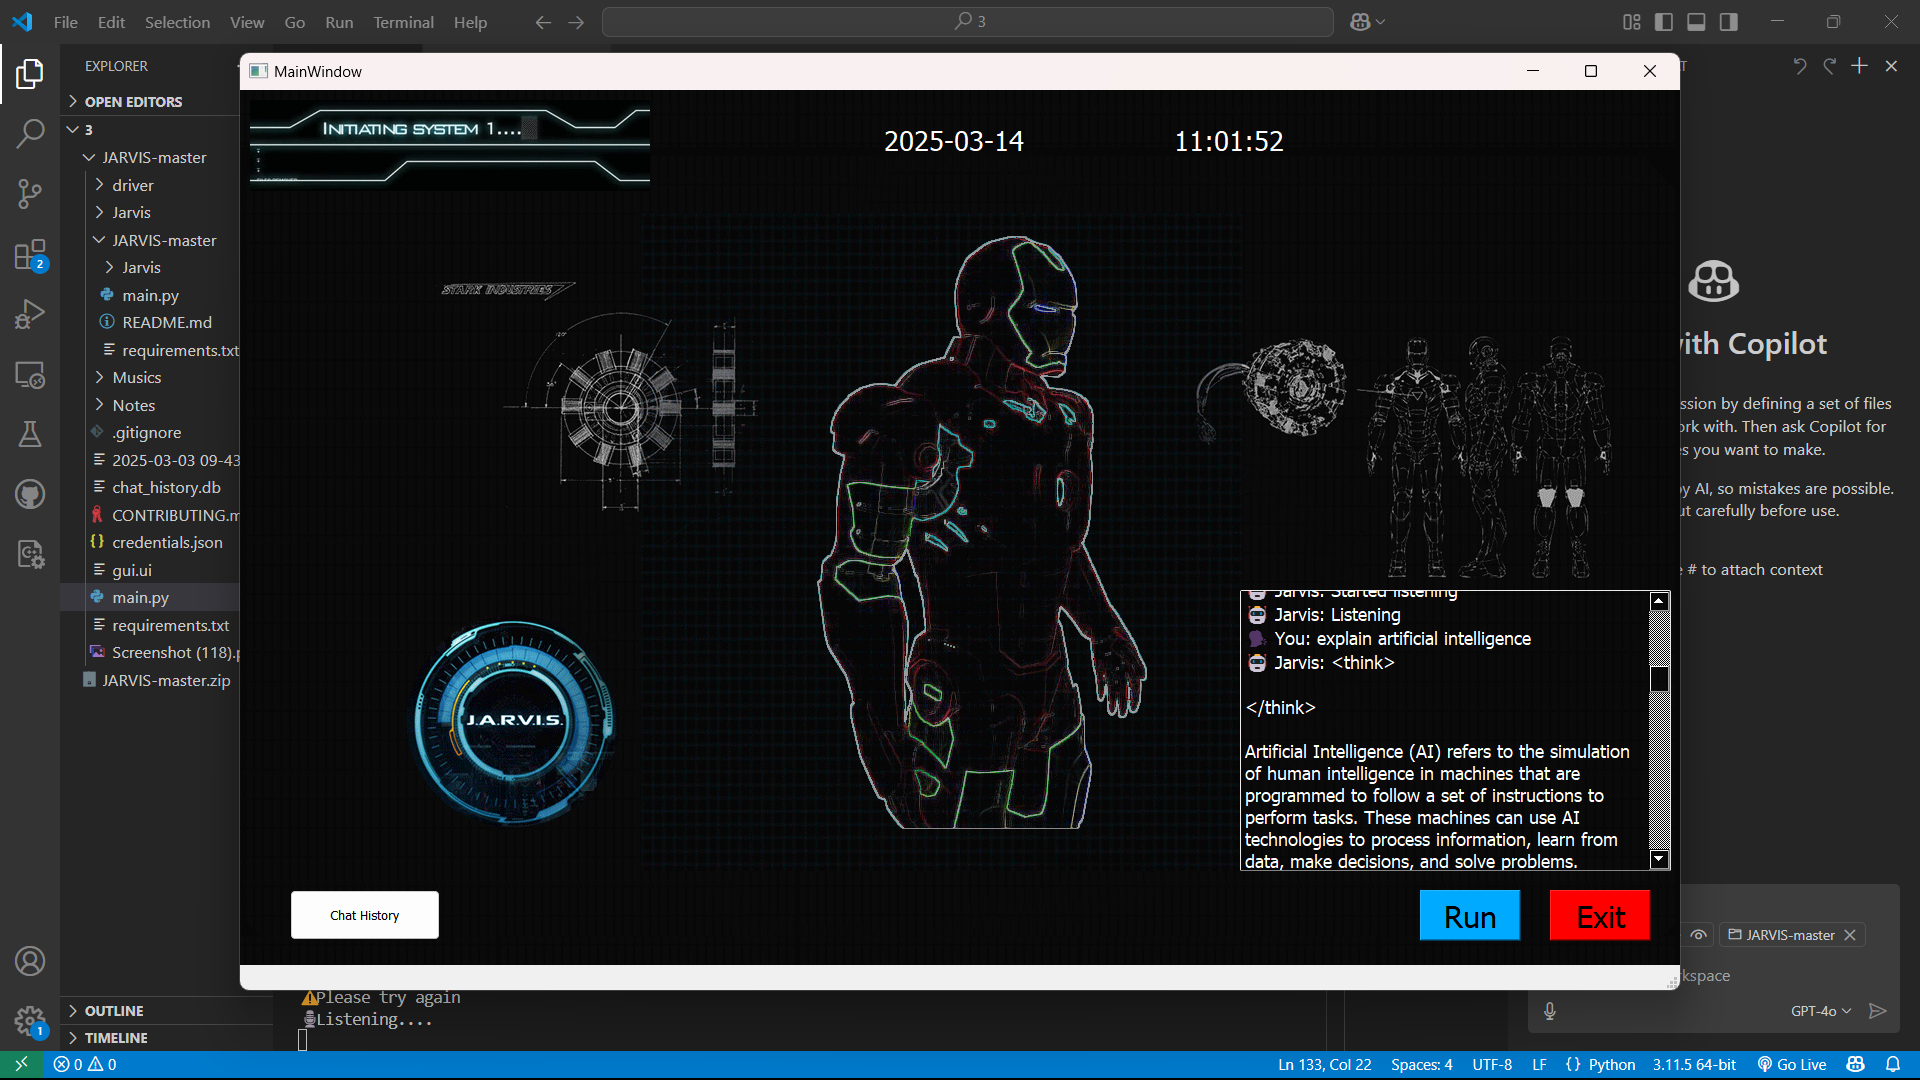 File Edit Selection View Go Run Terminal Help
3
EXPLORER
OPEN EDITORS
3
JARVIS-master
driver
Jarvis
JARVIS-master
Jarvis
main.py
README.md
requirements.txt
Musics
Notes
.gitignore
2025-03-03 09-43
chat_history.db
CONTRIBUTING.m
credentials.json
gui.ui
main.py
requirements.txt
Screenshot (118).p
JARVIS-master.zip
OUTLINE
TIMELINE
2
1
MainWindow
INITIATING SYSTEM 1....
2025-03-14 11:01:52
STARK INDUSTRIES
J.A.R.V.I.S.
Jarvis: Started listening
Jarvis: Listening
You: explain artificial intelligence
Jarvis: <think>
</think>
Artificial Intelligence (AI) refers to the simulation
of human intelligence in machines that are
programmed to follow a set of instructions to
perform tasks. These machines can use AI
technologies to process information, learn from
data, make decisions, and solve problems.
Chat History
Run
Exit
Please try again
Listening....
T
ith Copilot
ssion by defining a set of files
ork with. Then ask Copilot for
s you want to make.
y AI, so mistakes are possible.
ut carefully before use.
# to attach context
JARVIS-master
kspace
GPT-4o
0 0
Ln 133, Col 22 Spaces: 4 UTF-8 LF {} Python 3.11.5 64-bit Go Live